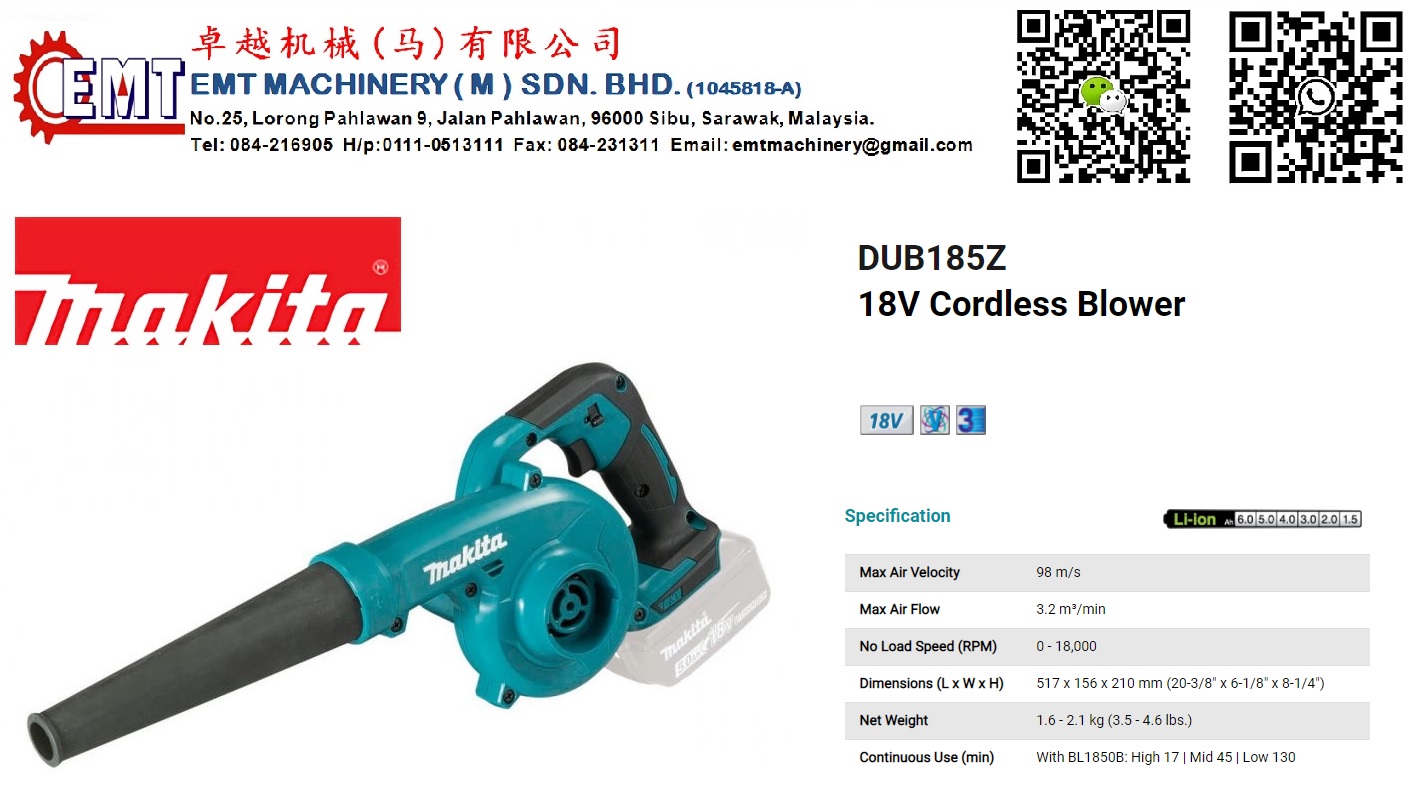 卓越机械(马)有限公司
EMT
EMT MACHINERY ( M ) SDN. BHD. (1045818-A)
No.25, Lorong Pahlawan 9, Jalan Pahlawan, 96000 Sibu, Sarawak, Malaysia.
Tel: 084-216905 H/p:0111-0513111 Fax: 084-231311 Email: emtmachinery@gmail.com
makita ®
DUB185Z
18V Cordless Blower
18V V 3
Specification
Li-ion Ah 6.0 5.0 4.0 3.0 2.0 1.5
Max Air Velocity 98 m/s
Max Air Flow 3.2 m³/min
No Load Speed (RPM) 0 - 18,000
Dimensions (L x W x H) 517 x 156 x 210 mm (20-3/8" x 6-1/8" x 8-1/4")
Net Weight 1.6 - 2.1 kg (3.5 - 4.6 lbs.)
Continuous Use (min) With BL1850B: High 17 | Mid 45 | Low 130
makita
makita 18V
5.0Ah